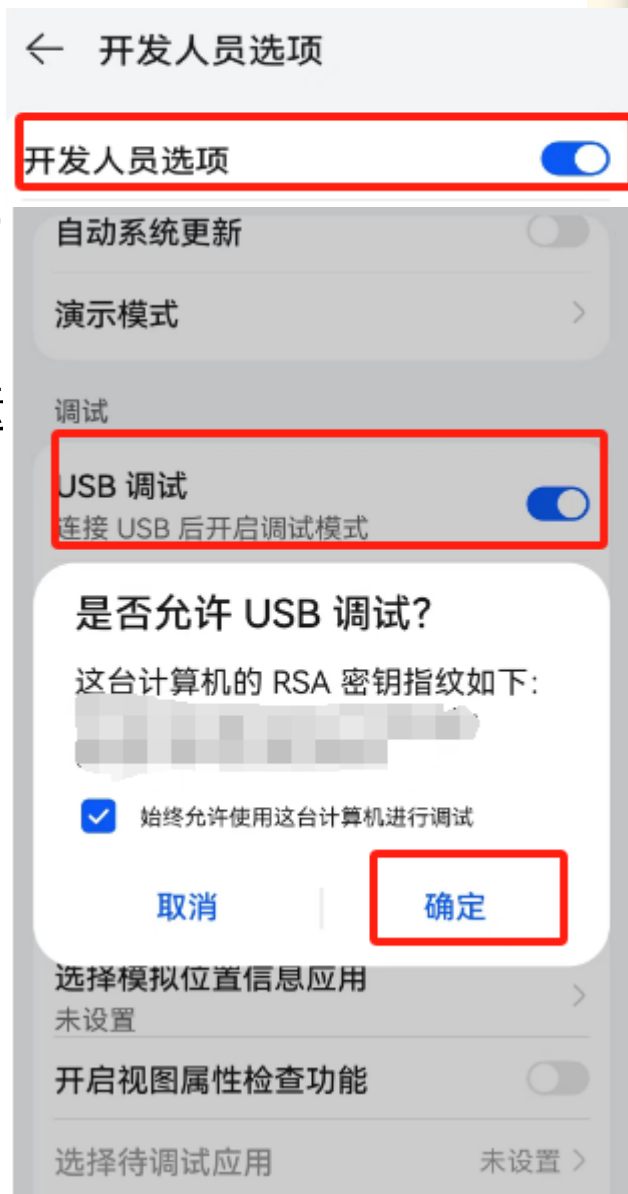 开发人员选项
开发人员选项
自动系统更新
演示模式
调试
USB 调试
连接 USB 后开启调试模式
是否允许 USB 调试?
这台计算机的 RSA 密钥指纹如下:
始终允许使用这台计算机进行调试
取消 确定
选择模拟位置信息应用
未设置
开启视图属性检查功能
选择待调试应用 未设置